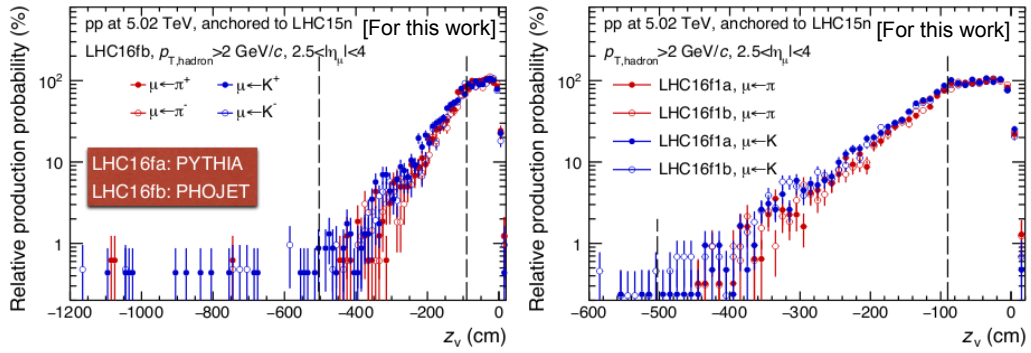 pp at 5.02 TeV, anchored to LHC15n
[For this work]
LHC16fb, p_T,hadron>2 GeV/c, 2.5<|η_μ|<4
μ←π⁺ μ←K⁺
μ←π⁻ μ←K⁻
LHC16fa: PYTHIA
LHC16fb: PHOJET
Relative production probability (%)
10²
10
1
−1200 −1000 −800 −600 −400 −200 0
z_v (cm)
pp at 5.02 TeV, anchored to LHC15n
[For this work]
p_T,hadron>2 GeV/c, 2.5<|η_μ|<4
LHC16f1a, μ←π
LHC16f1b, μ←π
LHC16f1a, μ←K
LHC16f1b, μ←K
Relative production probability (%)
10²
10
1
−600 −500 −400 −300 −200 −100 0
z_v (cm)